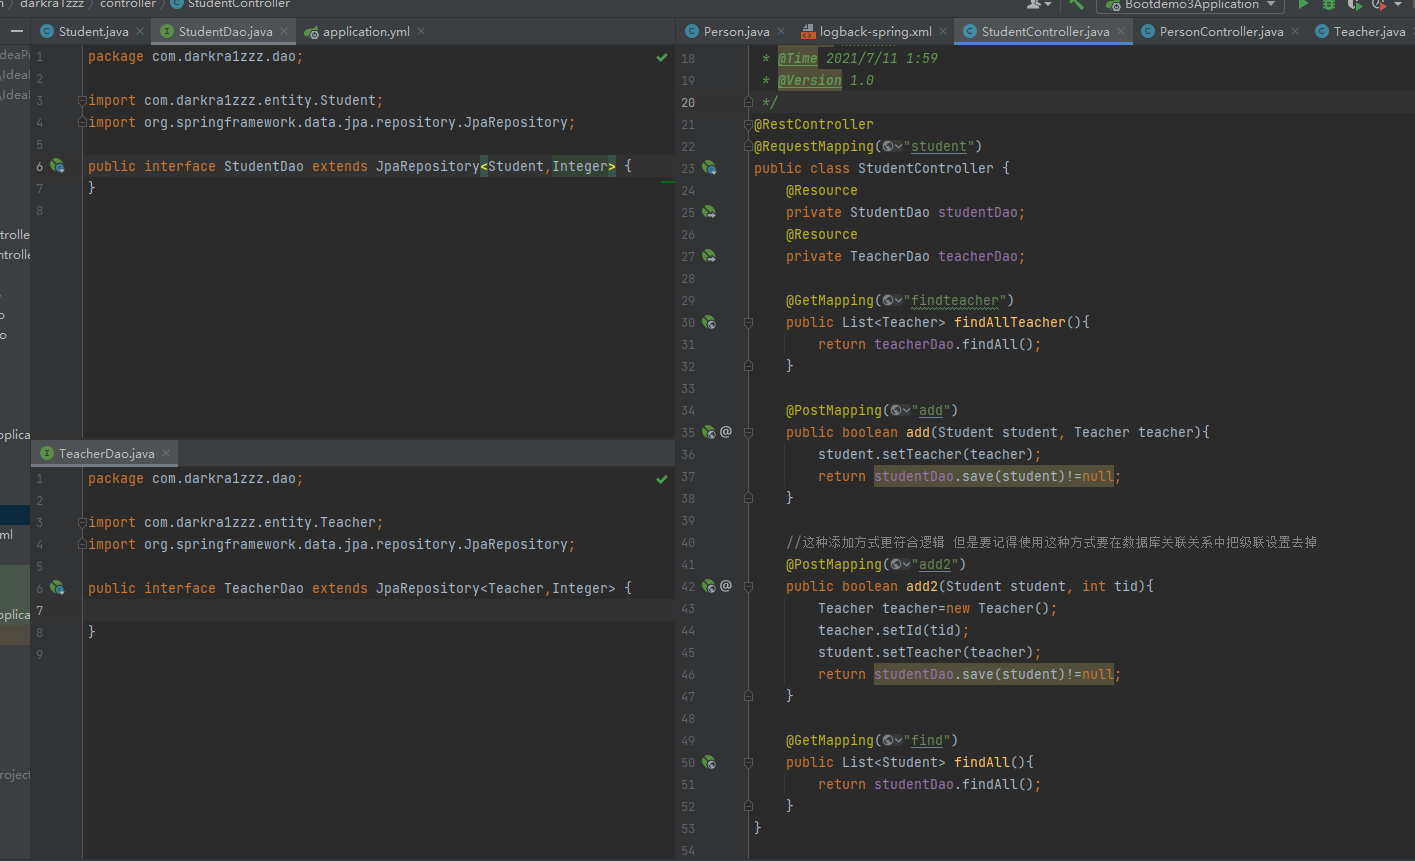 darkra1zzz
controller
StudentController
Bootdemo3Application
Student.java
StudentDao.java
application.yml
1 package com.darkra1zzz.dao;
2
3 import com.darkra1zzz.entity.Student;
4 import org.springframework.data.jpa.repository.JpaRepository;
5
6 public interface StudentDao extends JpaRepository<Student,Integer> {
7 }
8
TeacherDao.java
1 package com.darkra1zzz.dao;
2
3 import com.darkra1zzz.entity.Teacher;
4 import org.springframework.data.jpa.repository.JpaRepository;
5
6 public interface TeacherDao extends JpaRepository<Teacher,Integer> {
7
8 }
9
Person.java
logback-spring.xml
StudentController.java
PersonController.java
Teacher.java
18 * @Time 2021/7/11 1:59
19 * @Version 1.0
20 */
21 @RestController
22 @RequestMapping("student")
23 public class StudentController {
24 @Resource
25 private StudentDao studentDao;
26 @Resource
27 private TeacherDao teacherDao;
28
29 @GetMapping("findteacher")
30 public List<Teacher> findAllTeacher(){
31 return teacherDao.findAll();
32 }
33
34 @PostMapping("add")
35 @ public boolean add(Student student, Teacher teacher){
36 student.setTeacher(teacher);
37 return studentDao.save(student)!=null;
38 }
39
40 //这种添加方式更符合逻辑 但是要记得使用这种方式要在数据库关联关系中把级联设置去掉
41 @PostMapping("add2")
42 @ public boolean add2(Student student, int tid){
43 Teacher teacher=new Teacher();
44 teacher.setId(tid);
45 student.setTeacher(teacher);
46 return studentDao.save(student)!=null;
47 }
48
49 @GetMapping("find")
50 public List<Student> findAll(){
51 return studentDao.findAll();
52 }
53 }
54